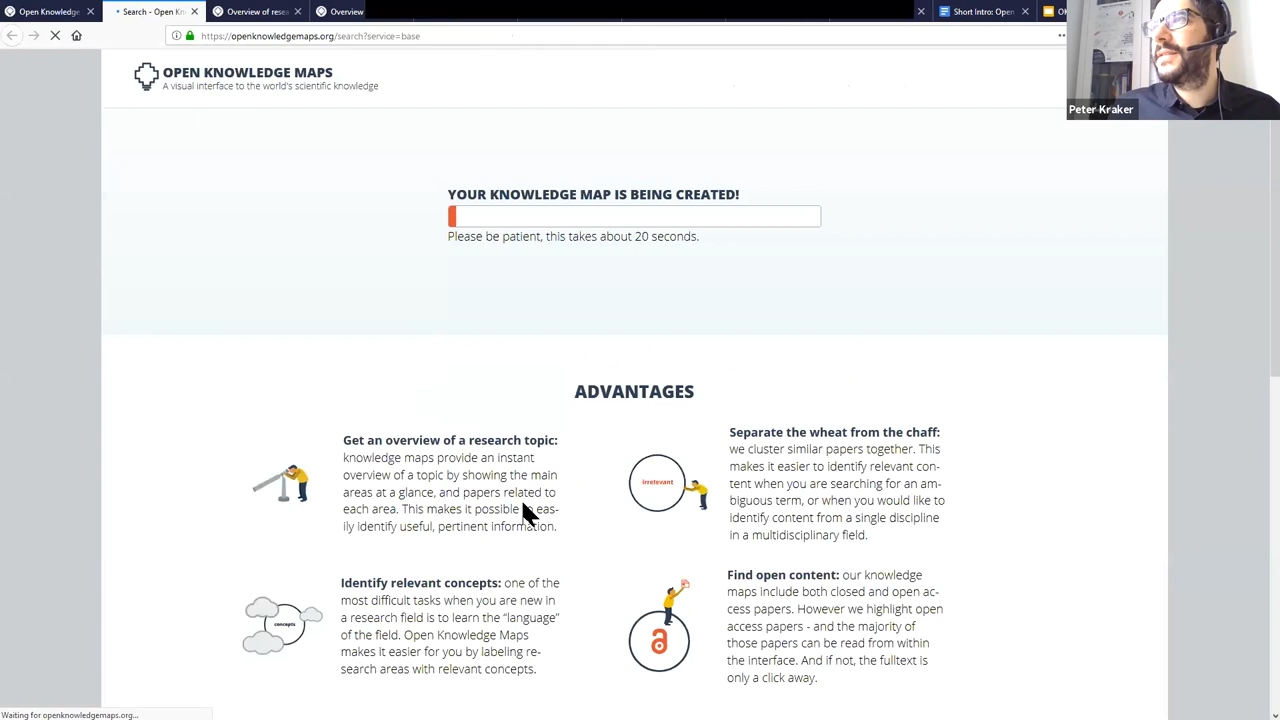 Open Knowledge
Search - Open Kn
Overview of rese
Overview
Short Intro: Open
https://openknowledgemaps.org/search?service=base
Peter Kraker
OPEN KNOWLEDGE MAPS
A visual interface to the world's scientific knowledge
YOUR KNOWLEDGE MAP IS BEING CREATED!
Please be patient, this takes about 20 seconds.
ADVANTAGES
Get an overview of a research topic:
knowledge maps provide an instant
overview of a topic by showing the main
areas at a glance, and papers related to
each area. This makes it possible to eas-
ily identify useful, pertinent information.
irrelevant
Separate the wheat from the chaff:
we cluster similar papers together. This
makes it easier to identify relevant con-
tent when you are searching for an am-
biguous term, or when you would like to
identify content from a single discipline
in a multidisciplinary field.
concepts
Identify relevant concepts: one of the
most difficult tasks when you are new in
a research field is to learn the "language"
of the field. Open Knowledge Maps
makes it easier for you by labeling re-
search areas with relevant concepts.
Find open content: our knowledge
maps include both closed and open ac-
cess papers. However we highlight open
access papers - and the majority of
those papers can be read from within
the interface. And if not, the fulltext is
only a click away.
Waiting for openknowledgemaps.org...